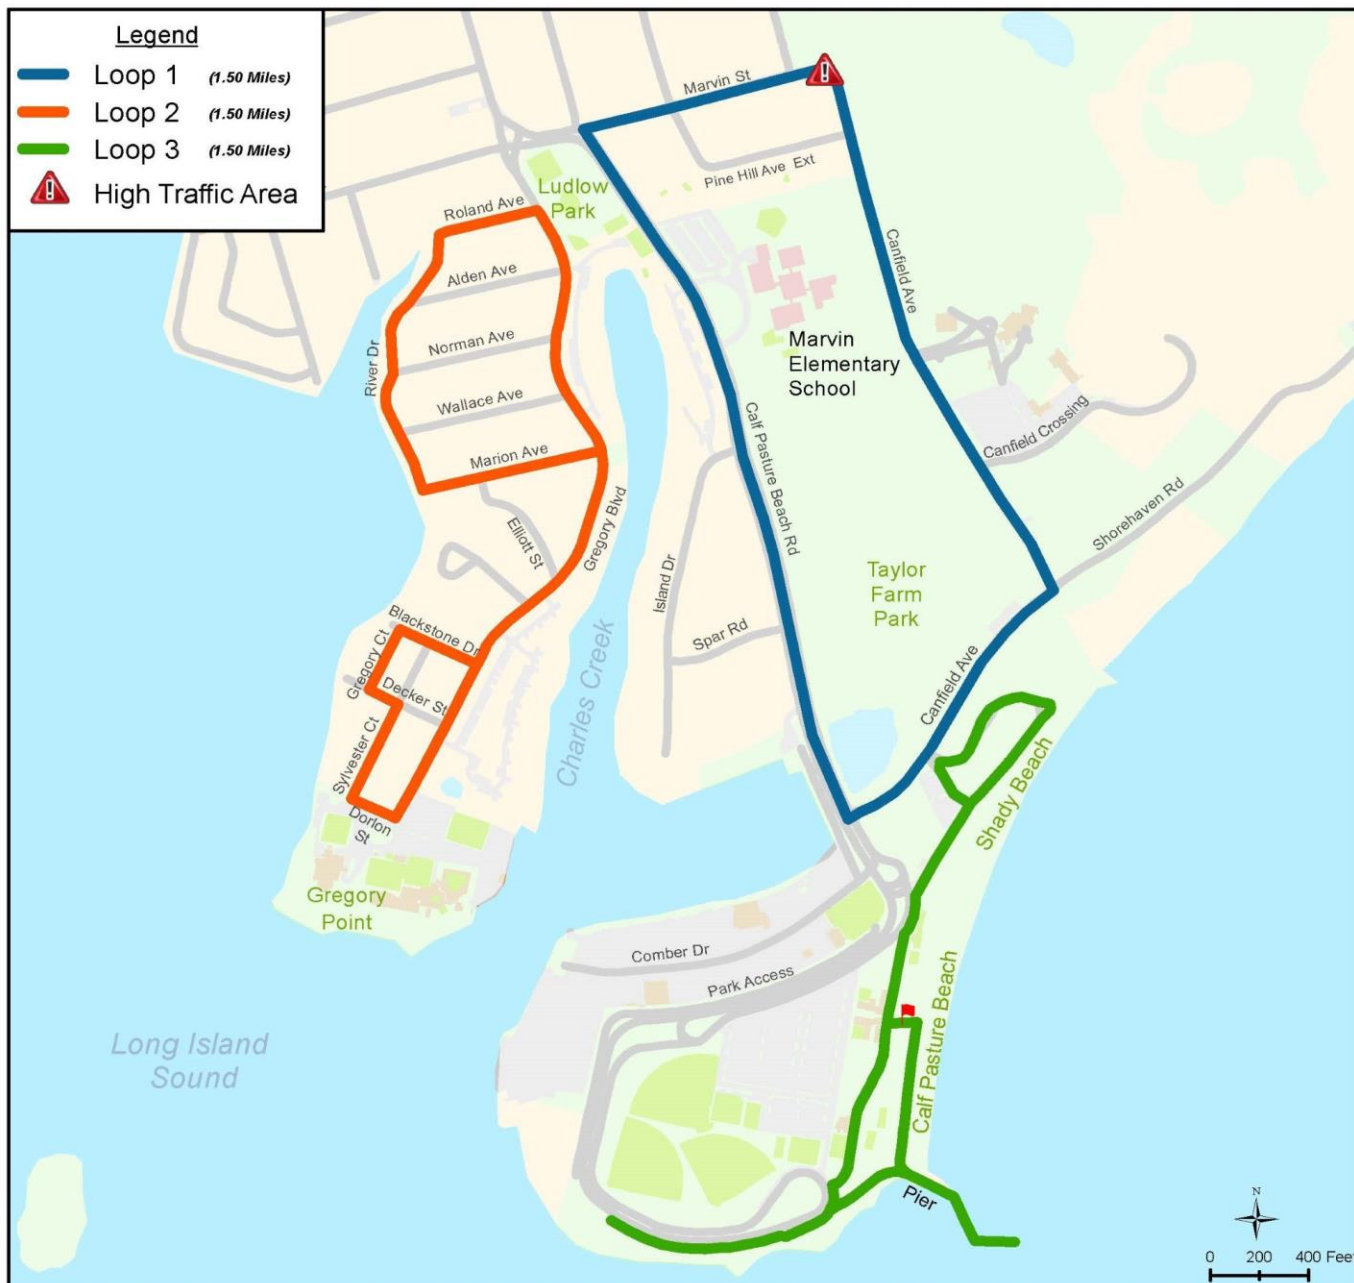 Legend
Loop 1 (1.50 Miles)
Loop 2 (1.50 Miles)
Loop 3 (1.50 Miles)
High Traffic Area
Marvin St
Pine Hill Ave Ext
Ludlow
Park
Roland Ave
Alden Ave
Norman Ave
River Dr
Wallace Ave
Marion Ave
Canfield Ave
Marvin
Elementary
School
Canfield Crossing
Calf Pasture Beach Rd
Shorehaven Rd
Elliott St
Gregory Blvd
Island Dr
Taylor
Farm
Park
Spar Rd
Blackstone Dr
Gregory Ct
Decker St
Charles Creek
Canfield Ave
Sylvester Ct
Dorlon
St
Shady Beach
Gregory
Point
Comber Dr
Park Access
Calf Pasture Beach
Long Island
Sound
Pier
N
0 200 400 Feet